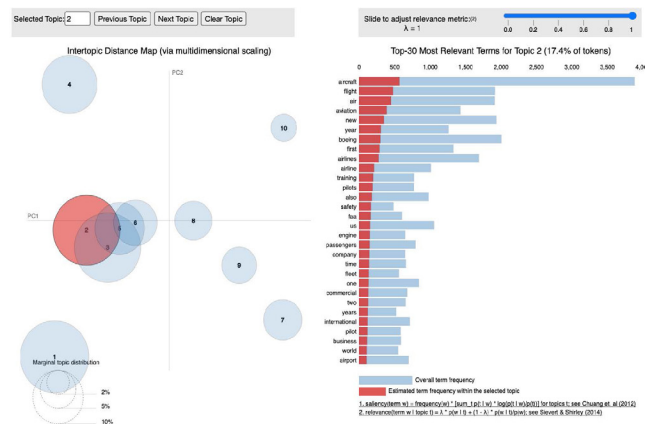 Selected Topic: 2 Previous Topic Next Topic Clear Topic
Slide to adjust relevance metric:(2)
λ = 1
0.0 0.2 0.4 0.6 0.8 1
Intertopic Distance Map (via multidimensional scaling)
PC2
PC1
4
10
2
3
5
6
8
9
7
1
Marginal topic distribution
2%
5%
10%
Top-30 Most Relevant Terms for Topic 2 (17.4% of tokens)
0 500 1,000 1,500 2,000 2,500 3,000 3,500 4,0
aircraft
flight
air
aviation
new
year
boeing
first
airlines
airline
training
pilots
also
safety
faa
us
engine
passengers
company
time
fleet
one
commercial
two
years
international
pilot
business
world
airport
Overall term frequency
Estimated term frequency within the selected topic
1. saliency(term w) = frequency(w) * [sum_t p(t | w) * log(p(t | w)/p(t))] for topics t; see Chuang et. al (2012)
2. relevance(term w | topic t) = λ * p(w | t) + (1 - λ) * p(w | t)/p(w); see Sievert & Shirley (2014)